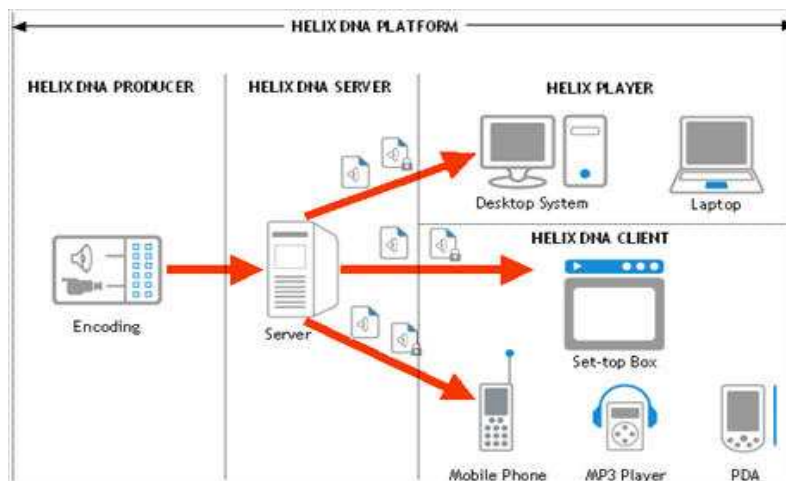 HELIX DNA PLATFORM
HELIX DNA PRODUCER
HELIX DNA SERVER
HELIX PLAYER
Desktop System
Laptop
HELIX DNA CLIENT
Encoding
Server
Set-top Box
Mobile Phone
MP3 Player
PDA